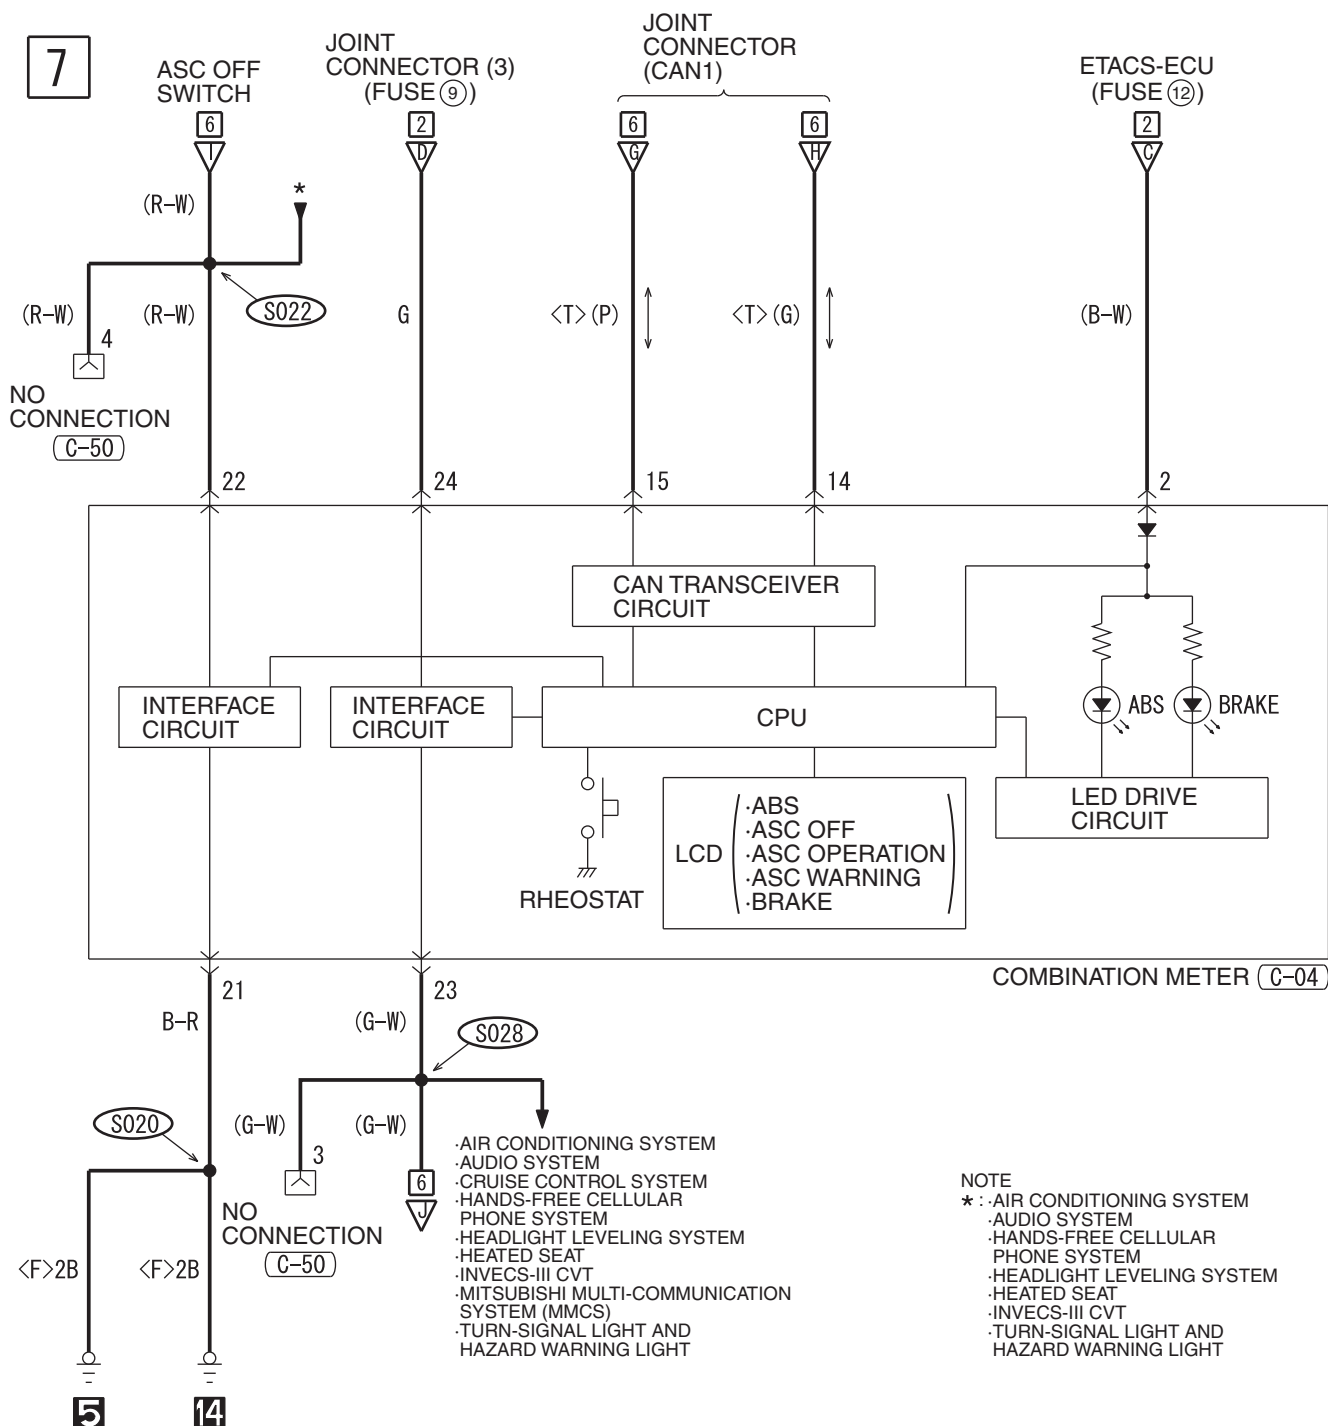 7
ASC OFF
SWITCH
JOINT
CONNECTOR (3)
(FUSE ⑨)
JOINT
CONNECTOR
(CAN1)
ETACS-ECU
(FUSE ⑫)
6
2
6
6
2
I
D
G
H
C
(R-W)
*
(R-W)
(R-W)
S022
G
<T>(P)
<T>(G)
(B-W)
4
NO
CONNECTION
C-50
22
24
15
14
2
CAN TRANSCEIVER
CIRCUIT
INTERFACE
CIRCUIT
INTERFACE
CIRCUIT
CPU
ABS
BRAKE
LED DRIVE
CIRCUIT
LCD
·ABS
·ASC OFF
·ASC OPERATION
·ASC WARNING
·BRAKE
RHEOSTAT
COMBINATION METER C-04
21
23
B-R
(G-W)
S028
S020
(G-W)
(G-W)
3
NO
CONNECTION
C-50
6
J
·AIR CONDITIONING SYSTEM
·AUDIO SYSTEM
·CRUISE CONTROL SYSTEM
·HANDS-FREE CELLULAR
PHONE SYSTEM
·HEADLIGHT LEVELING SYSTEM
·HEATED SEAT
·INVECS-III CVT
·MITSUBISHI MULTI-COMMUNICATION
SYSTEM (MMCS)
·TURN-SIGNAL LIGHT AND
HAZARD WARNING LIGHT
NOTE
* : ·AIR CONDITIONING SYSTEM
·AUDIO SYSTEM
·HANDS-FREE CELLULAR
PHONE SYSTEM
·HEADLIGHT LEVELING SYSTEM
·HEATED SEAT
·INVECS-III CVT
·TURN-SIGNAL LIGHT AND
HAZARD WARNING LIGHT
<F>2B
<F>2B
5
14